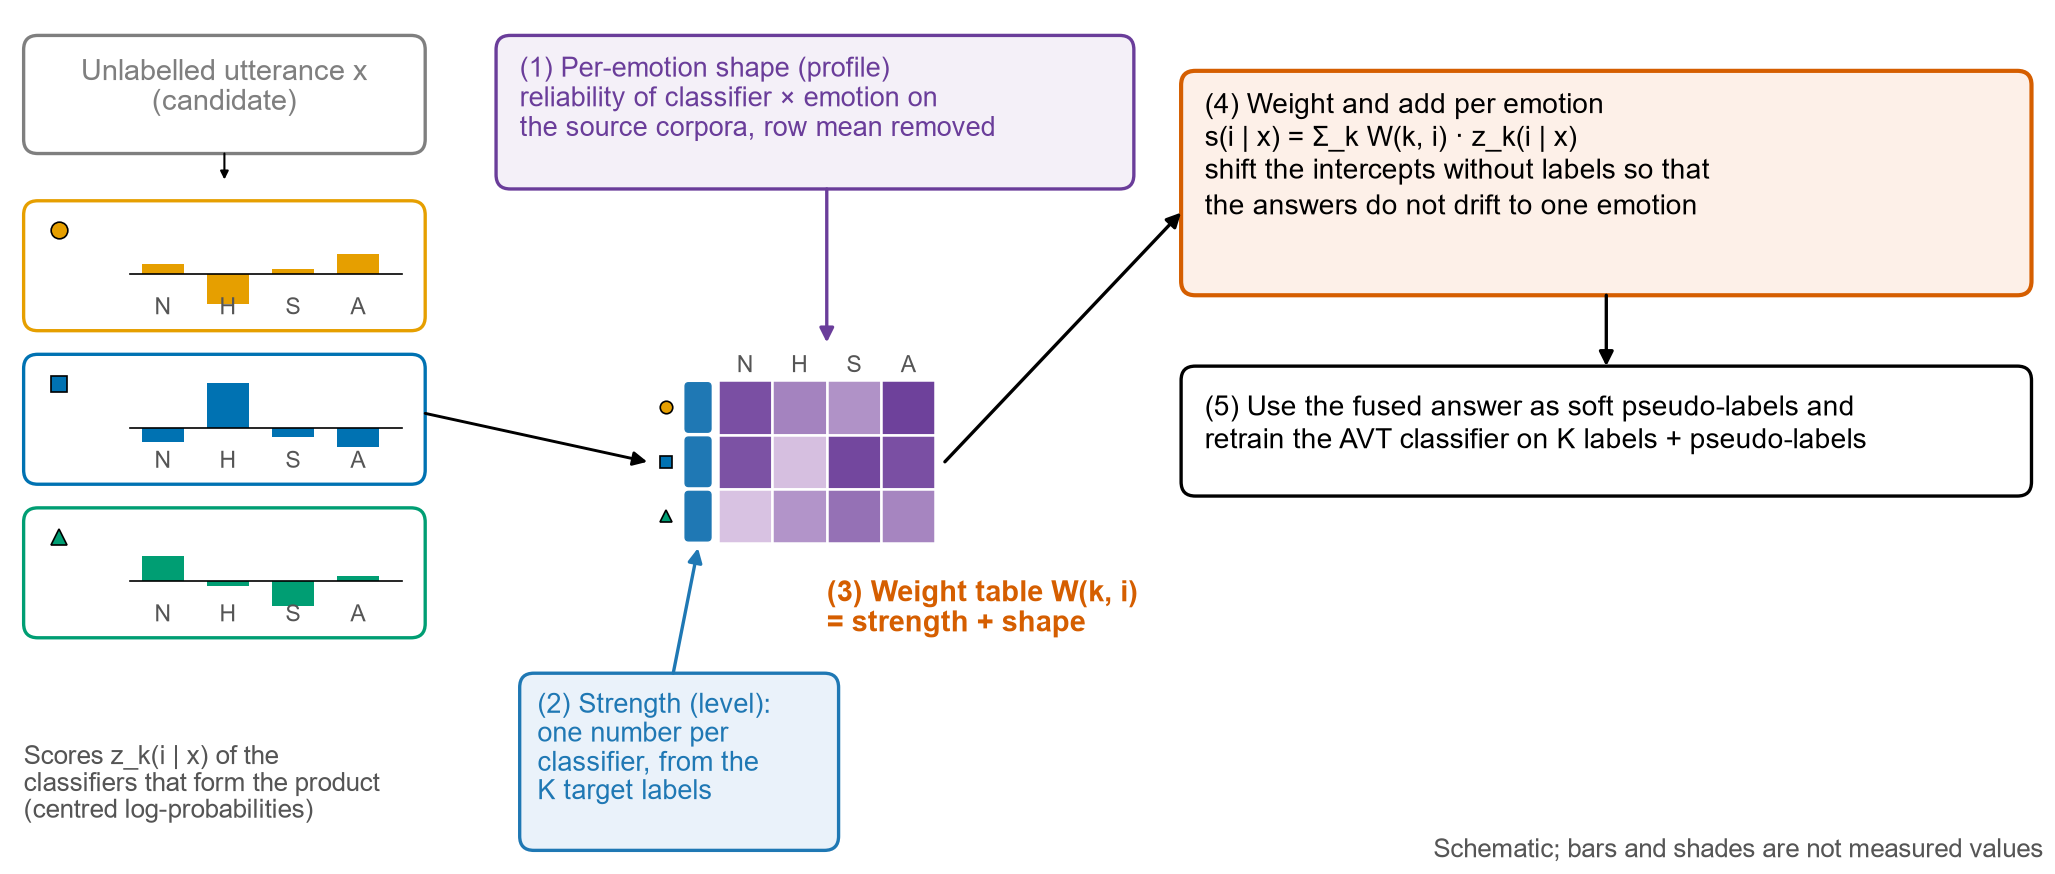 Unlabelled utterance x
(candidate)
N H S A
N H S A
N H S A
Scores z_k(i | x) of the
classifiers that form the product
(centred log-probabilities)
(1) Per-emotion shape (profile)
reliability of classifier × emotion on
the source corpora, row mean removed
N H S A
(3) Weight table W(k, i)
= strength + shape
(2) Strength (level):
one number per
classifier, from the
K target labels
(4) Weight and add per emotion
s(i | x) = Σ_k W(k, i) · z_k(i | x)
shift the intercepts without labels so that
the answers do not drift to one emotion
(5) Use the fused answer as soft pseudo-labels and
retrain the AVT classifier on K labels + pseudo-labels
Schematic; bars and shades are not measured values